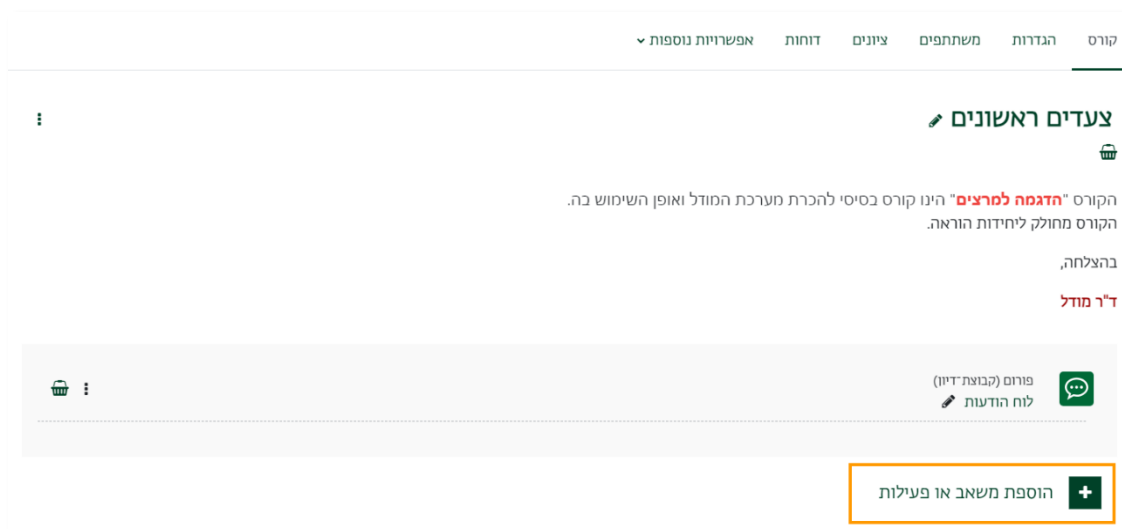 קורס הגדרות משתתפים ציונים דוחות אפשרויות נוספות
צעדים ראשונים
הקורס "הדגמה למרצים" הינו קורס בסיסי להכרת מערכת המודל ואופן השימוש בה.
הקורס מחולק ליחידות הוראה.
בהצלחה,
ד"ר מודל
פורום (קבוצת־דיון)
לוח הודעות
הוספת משאב או פעילות